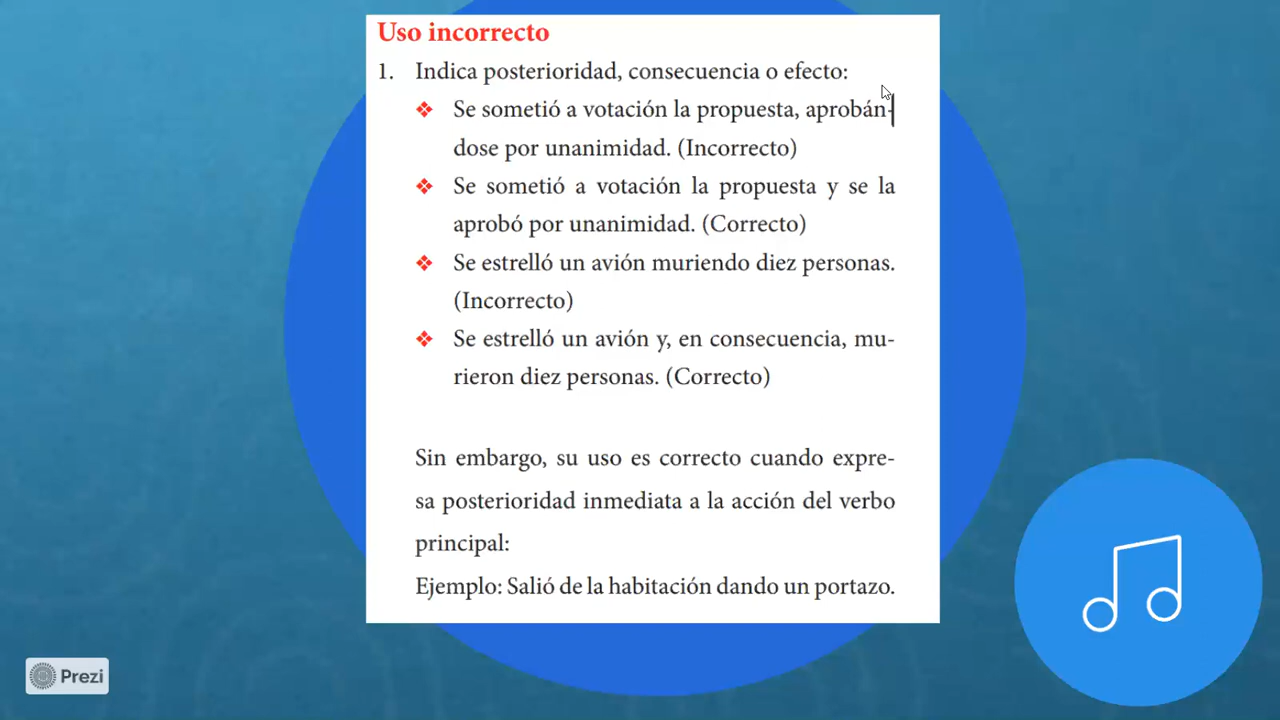 Uso incorrecto
1. Indica posterioridad, consecuencia o efecto:
❖ Se sometió a votación la propuesta, aprobán-
dose por unanimidad. (Incorrecto)
❖ Se sometió a votación la propuesta y se la
aprobó por unanimidad. (Correcto)
❖ Se estrelló un avión muriendo diez personas.
(Incorrecto)
❖ Se estrelló un avión y, en consecuencia, mu-
rieron diez personas. (Correcto)
Sin embargo, su uso es correcto cuando expre-
sa posterioridad inmediata a la acción del verbo
principal:
Ejemplo: Salió de la habitación dando un portazo.
Prezi